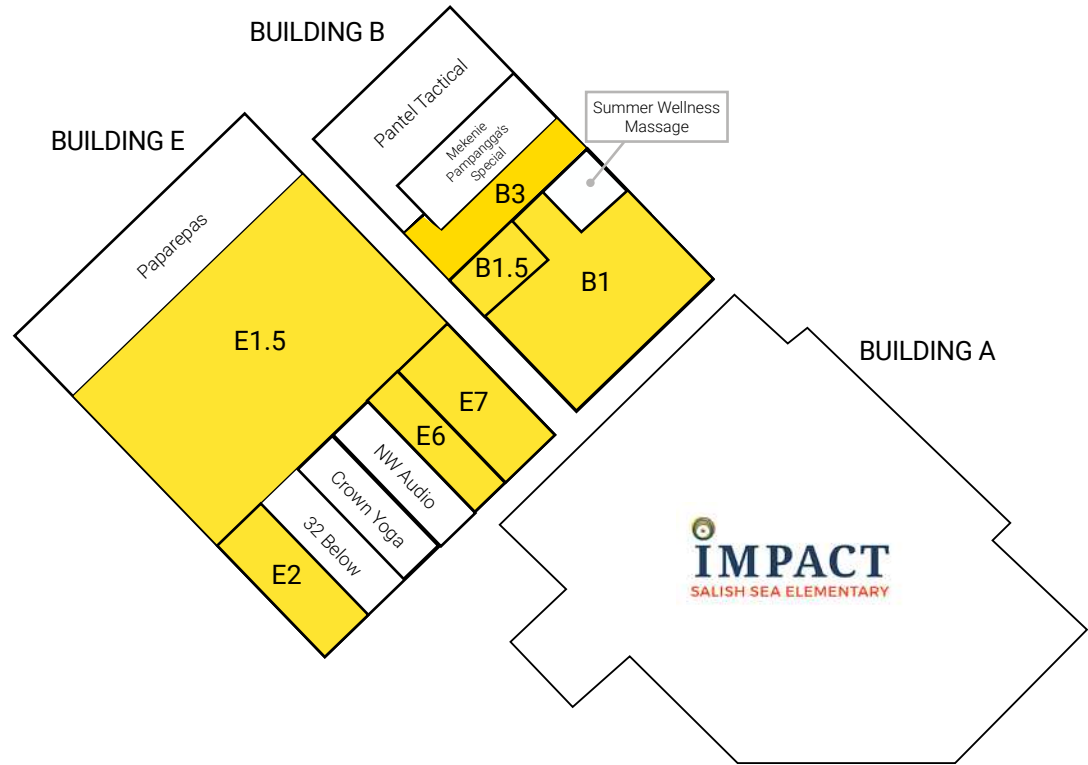 BUILDING B
Pantel Tactical
Mekenie
Pampangga's
Special
Summer Wellness
Massage
B3
B1.5
B1
BUILDING E
Paparepas
E1.5
E7
E6
NW Audio
Crown Yoga
32 Below
E2
BUILDING A
IMPACT
SALISH SEA ELEMENTARY